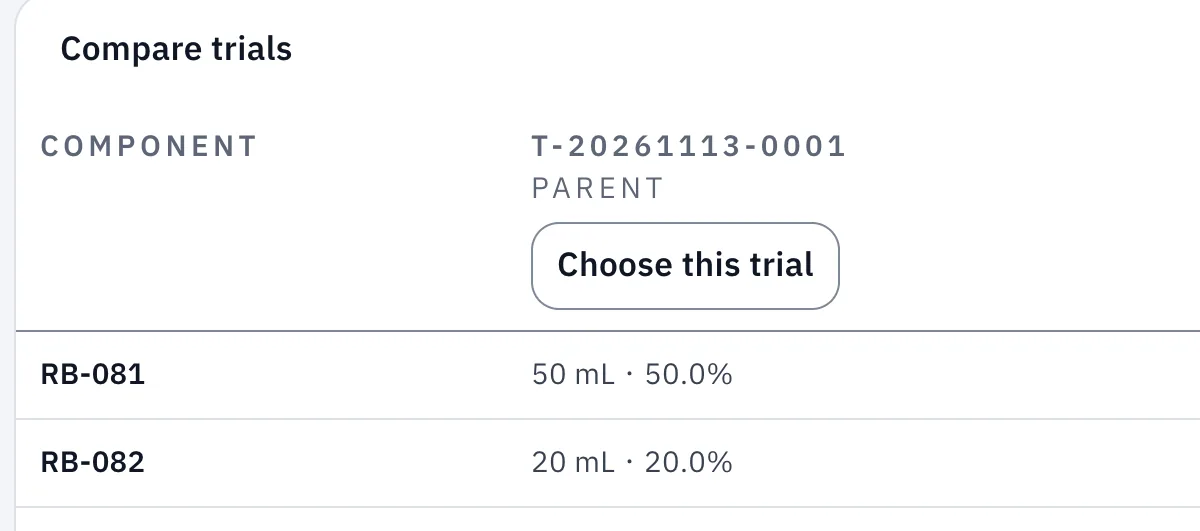 Compare trials
COMPONENT T-20261113-0001
PARENT
Choose this trial
RB-081 50 mL · 50.0%
RB-082 20 mL · 20.0%